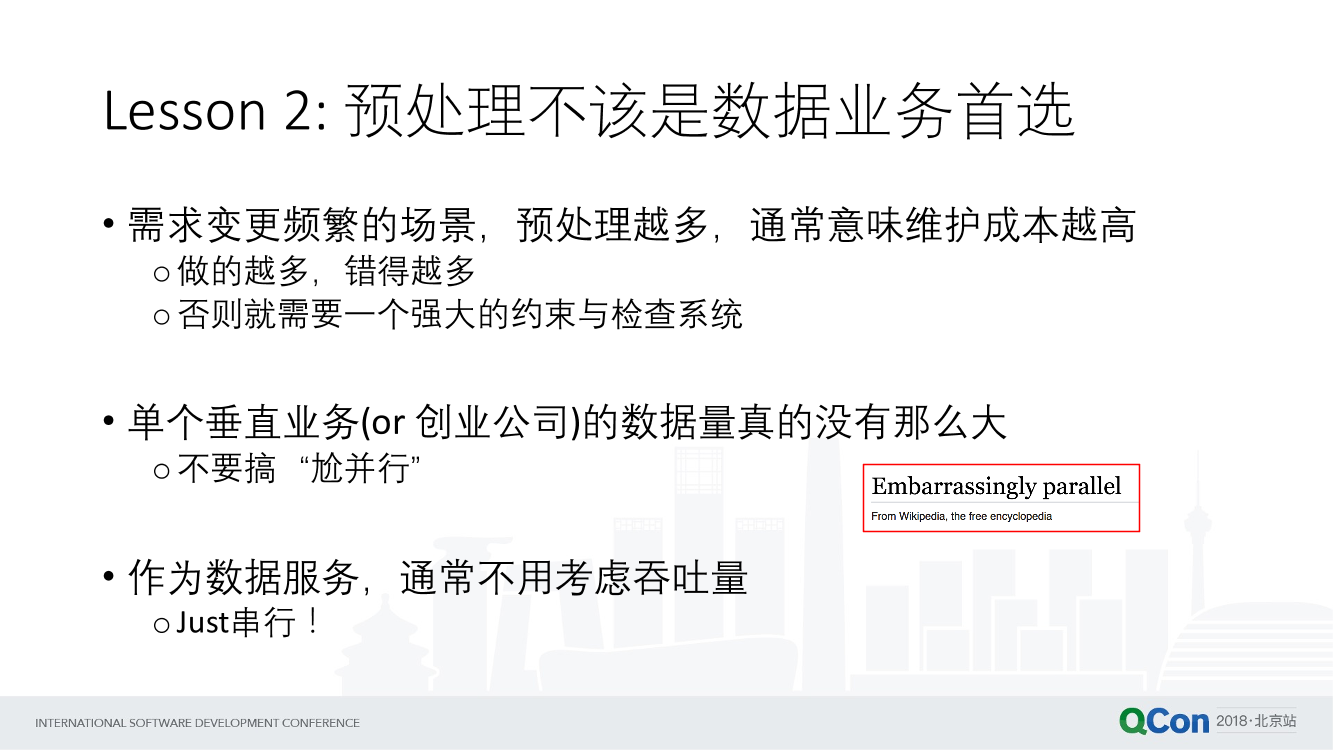 Lesson 2: 预处理不该是数据业务首选
• 需求变更频繁的场景，预处理越多，通常意味维护成本越高
o 做的越多，错得越多
o 否则就需要一个强大的约束与检查系统
• 单个垂直业务(or 创业公司)的数据量真的没有那么大
o 不要搞 “尬并行”
Embarrassingly parallel
From Wikipedia, the free encyclopedia
• 作为数据服务，通常不用考虑吞吐量
o Just串行！
INTERNATIONAL SOFTWARE DEVELOPMENT CONFERENCE
QCon 2018·北京站